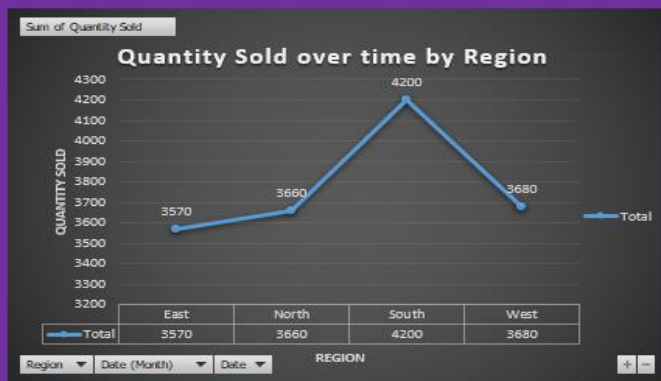 Sum of Quantity Sold
Quantity Sold over time by Region
4300
4200
4100
4000
3900
3800
3700
3600
3500
3400
3300
3200
QUANTITY SOLD
3570
3660
4200
3680
Total
East North South West
Total 3570 3660 4200 3680
REGION
Region Date (Month) Date
+ -